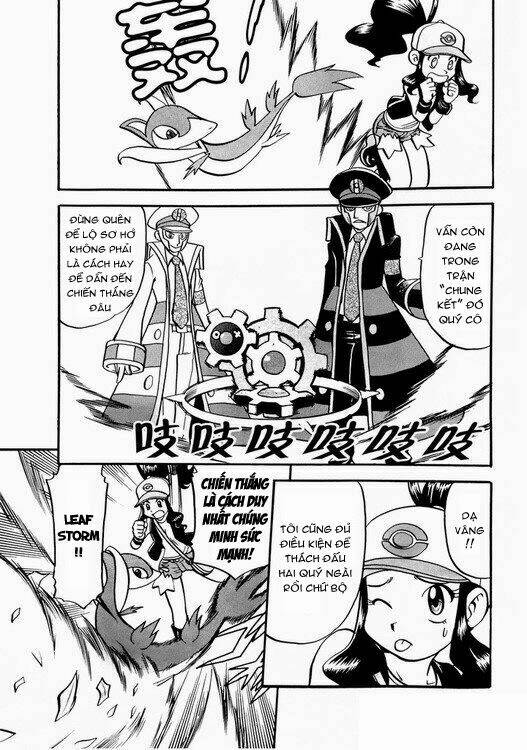 轂
VẪN CÒN
ĐANG
TRONG
TRẬN
"CHUNG
KẾT" ĐÓ
QUÝ CÔ
ĐỪNG QUÊN
ĐỂ LỘ SƠ HỞ
KHÔNG PHẢI
LÀ CÁCH HAY
ĐỂ DẪN ĐẾN
CHIẾN THẮNG
ĐÂU
吱吱吱吱吱吱
DẠ
VÂNG!!
TÔI CŨNG ĐỦ
ĐIỀU KIỆN ĐỂ
THÁCH ĐẤU
HAI QUÝ NGÀI
RỒI CHỨ BỘ
CHIẾN THẮNG
LÀ CÁCH DUY
NHẤT CHỨNG
MINH SỨC
MẠNH!
LEAF
STORM
!!